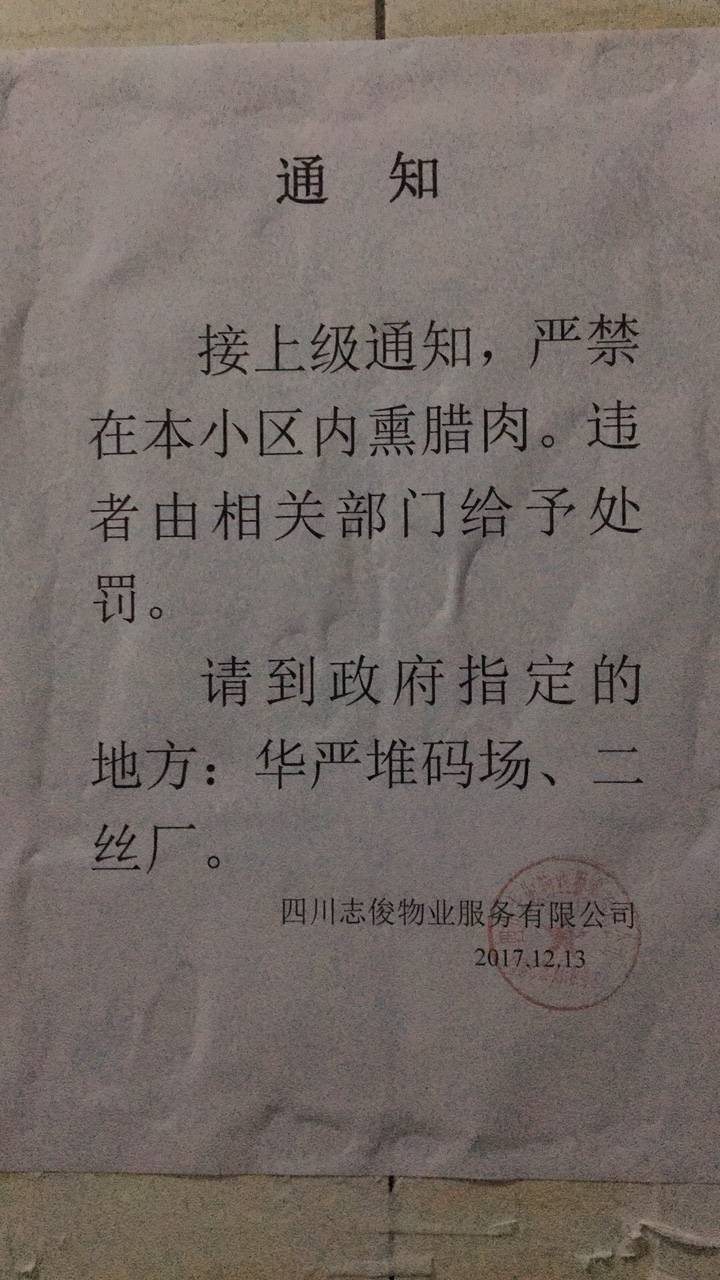 通 知
接上级通知，严禁
在本小区内熏腊肉。违
者由相关部门给予处
罚。
请到政府指定的
地方：华严堆码场、二
丝厂。
四川志俊物业服务有限公司
2017.12.13